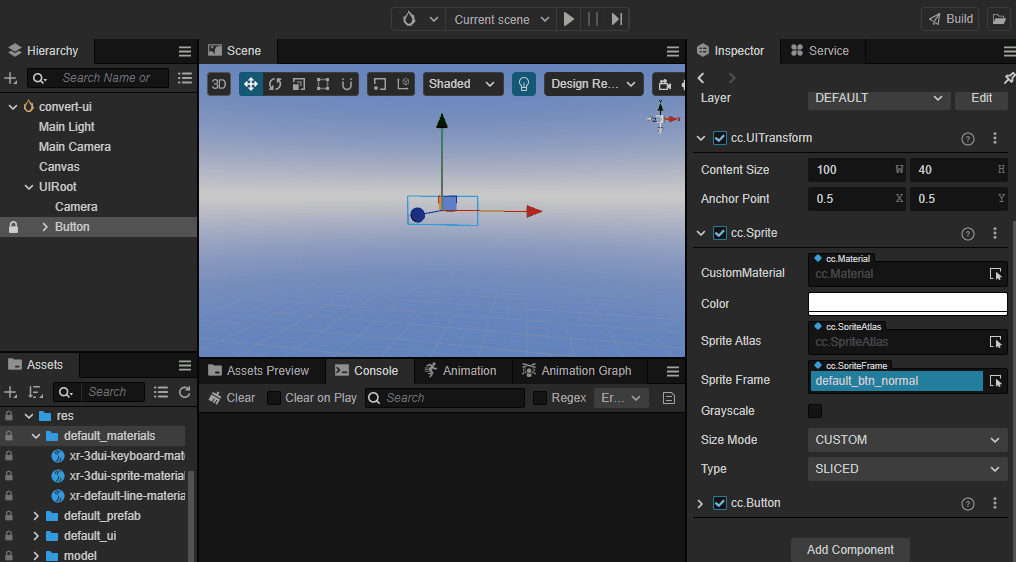 Current scene
Build
Hierarchy
Search Name or
convert-ui
Main Light
Main Camera
Canvas
UIRoot
Camera
Button
Assets
Search
res
default_materials
xr-3dui-keyboard-mat
xr-3dui-sprite-material
xr-default-line-materia
default_prefab
default_ui
model
Scene
3D
Shaded
Design Re...
Assets Preview
Console
Animation
Animation Graph
Clear
Clear on Play
Search
Regex
Er...
Inspector
Service
Layer
DEFAULT
Edit
cc.UITransform
Content Size
100
W
40
H
Anchor Point
0.5
X
0.5
Y
cc.Sprite
cc.Material
CustomMaterial
cc.Material
Color
cc.SpriteAtlas
Sprite Atlas
cc.SpriteAtlas
cc.SpriteFrame
Sprite Frame
default_btn_normal
Grayscale
Size Mode
CUSTOM
Type
SLICED
cc.Button
Add Component